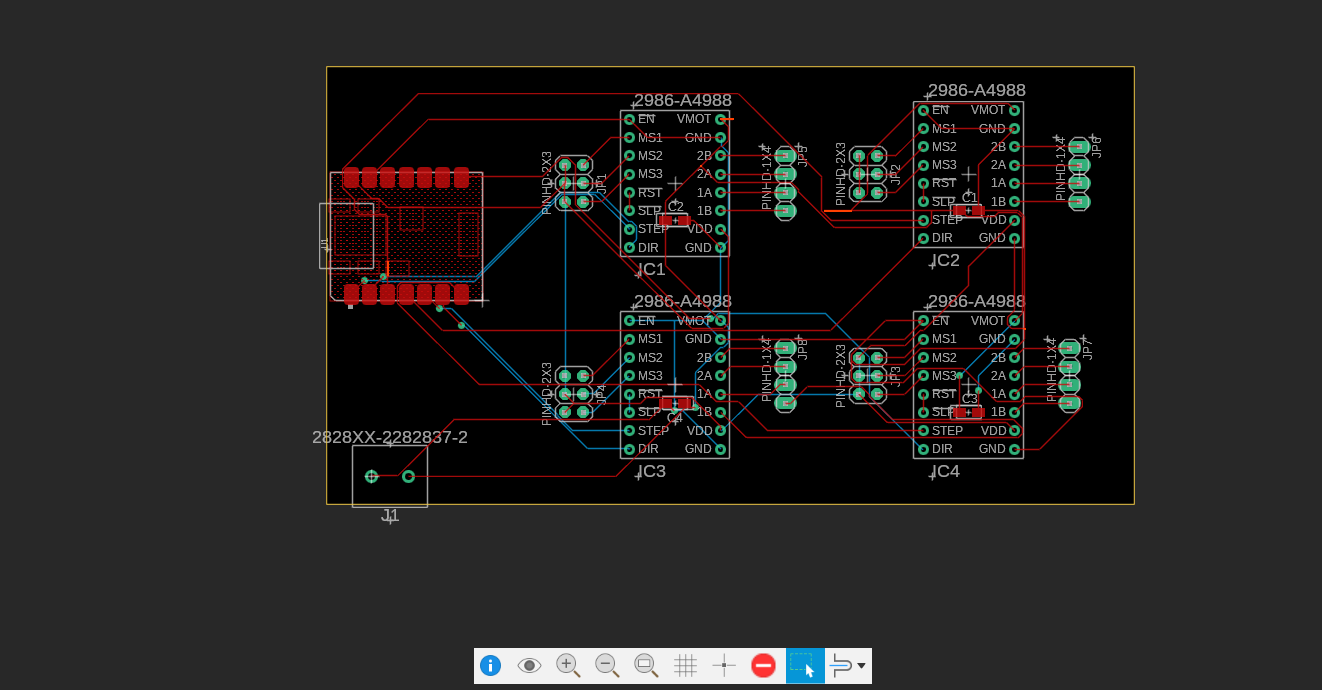 2986-A4988
EN VMOT
MS1 GND
MS2 2B
MS3 2A
RST 1A
SLP 1B
STEP VDD
DIR GND
C2
IC1
2986-A4988
EN VMOT
MS1 GND
MS2 2B
MS3 2A
RST 1A
SLP 1B
STEP VDD
DIR GND
C1
IC2
PINHD-2X3
JP1
PINHD-1X4
JP5
PINHD-2X3
JP2
PINHD-1X4
JP6
2986-A4988
EN VMOT
MS1 GND
MS2 2B
MS3 2A
RST 1A
SLP 1B
STEP VDD
DIR GND
C4
IC3
2986-A4988
EN VMOT
MS1 GND
MS2 2B
MS3 2A
RST 1A
SLP 1B
STEP VDD
DIR GND
C3
IC4
PINHD-2X3
JP4
PINHD-1X4
JP8
PINHD-2X3
JP3
PINHD-1X4
JP7
2828XX-2282837-2
J1